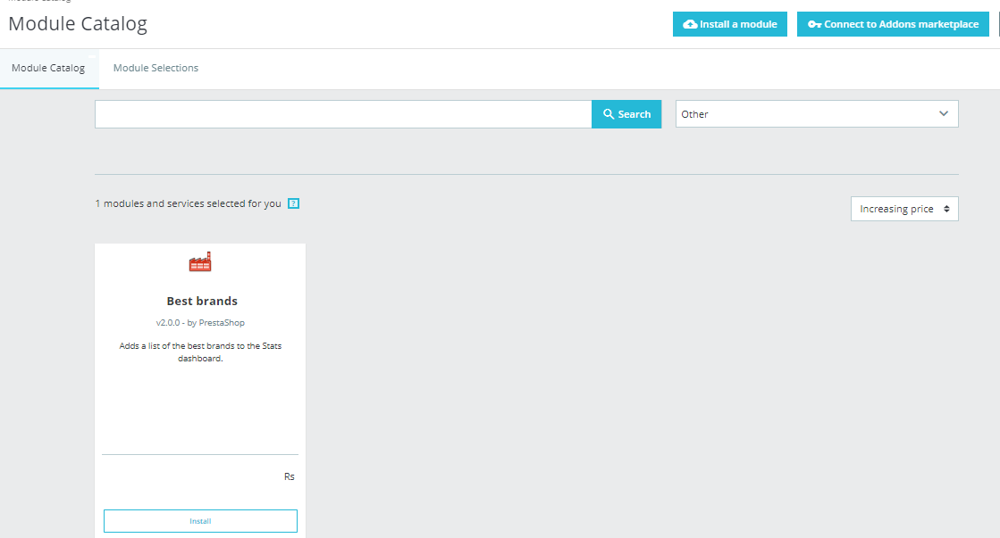 Module Catalog
Module Catalog
Install a module
Connect to Addons marketplace
Module Catalog
Module Selections
Search
Other
1 modules and services selected for you ?
Increasing price
Best brands
v2.0.0 - by PrestaShop
Adds a list of the best brands to the Stats
dashboard.
Rs
Install